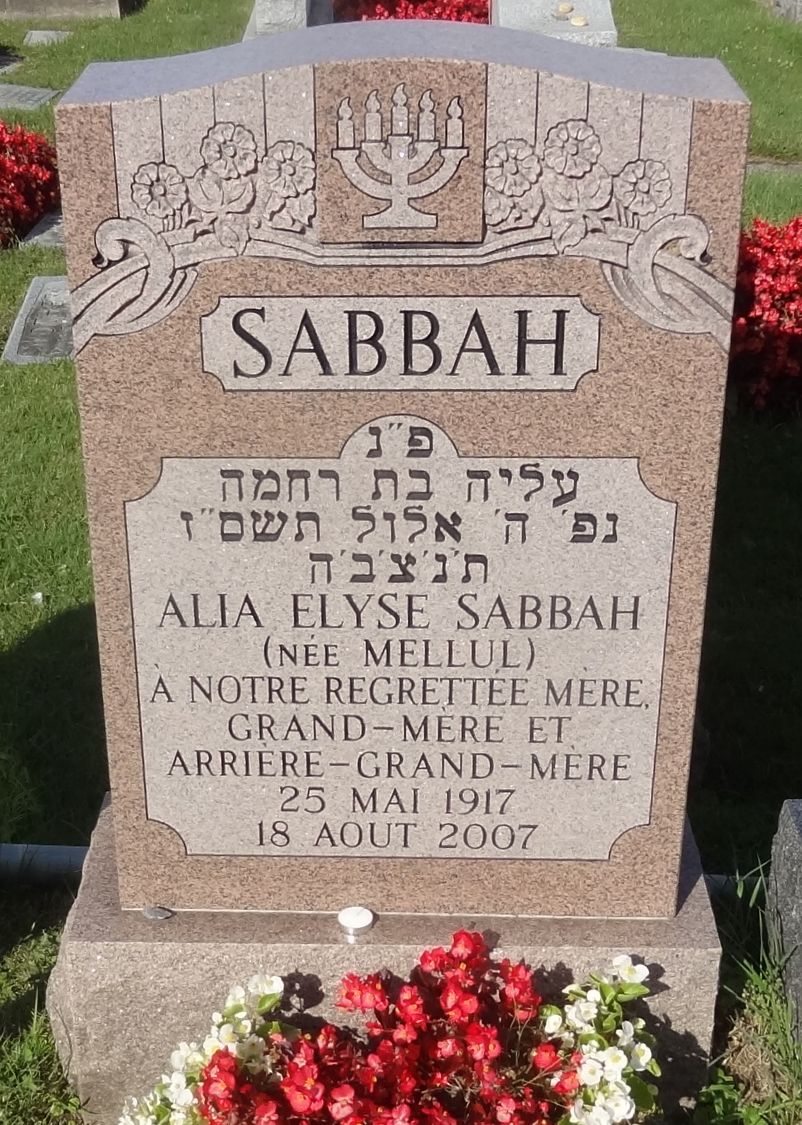 SABBAH
פ"נ
עליה בת רחמה
נפ' ה' אלול תשס"ז
ת'נ'צ'ב'ה
ALIA ELYSE SABBAH
(NÉE MELLUL)
À NOTRE REGRETTÉE MÈRE,
GRAND-MÈRE ET
ARRIÈRE-GRAND-MÈRE
25 MAI 1917
18 AOUT 2007